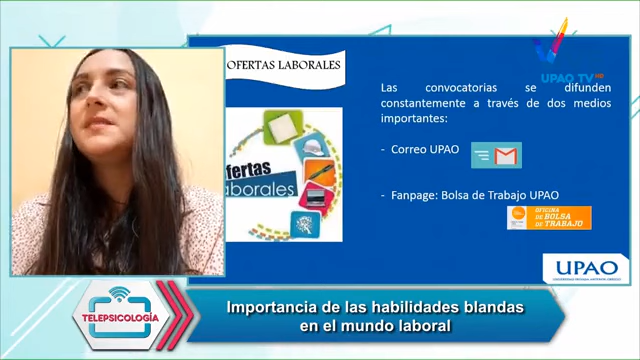 UPAO TV HD
OFERTAS LABORALES
Las convocatorias se difunden
constantemente a través de dos medios
importantes:
- Correo UPAO
- Fanpage: Bolsa de Trabajo UPAO
OFICINA
DE BOLSA
DE TRABAJO
fertas
aborales
UPAO
TELEPSICOLOGÍA
Importancia de las habilidades blandas
en el mundo laboral